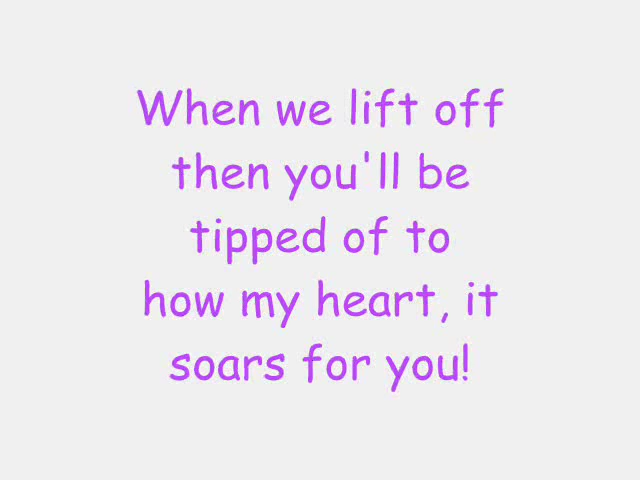 When we lift off
then you'll be
tipped of to
how my heart, it
soars for you!